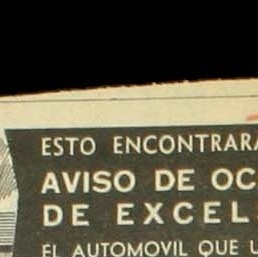 ESTO ENCONTRARA
AVISO DE OC
DE EXCEL
EL AUTOMOVIL QUE U